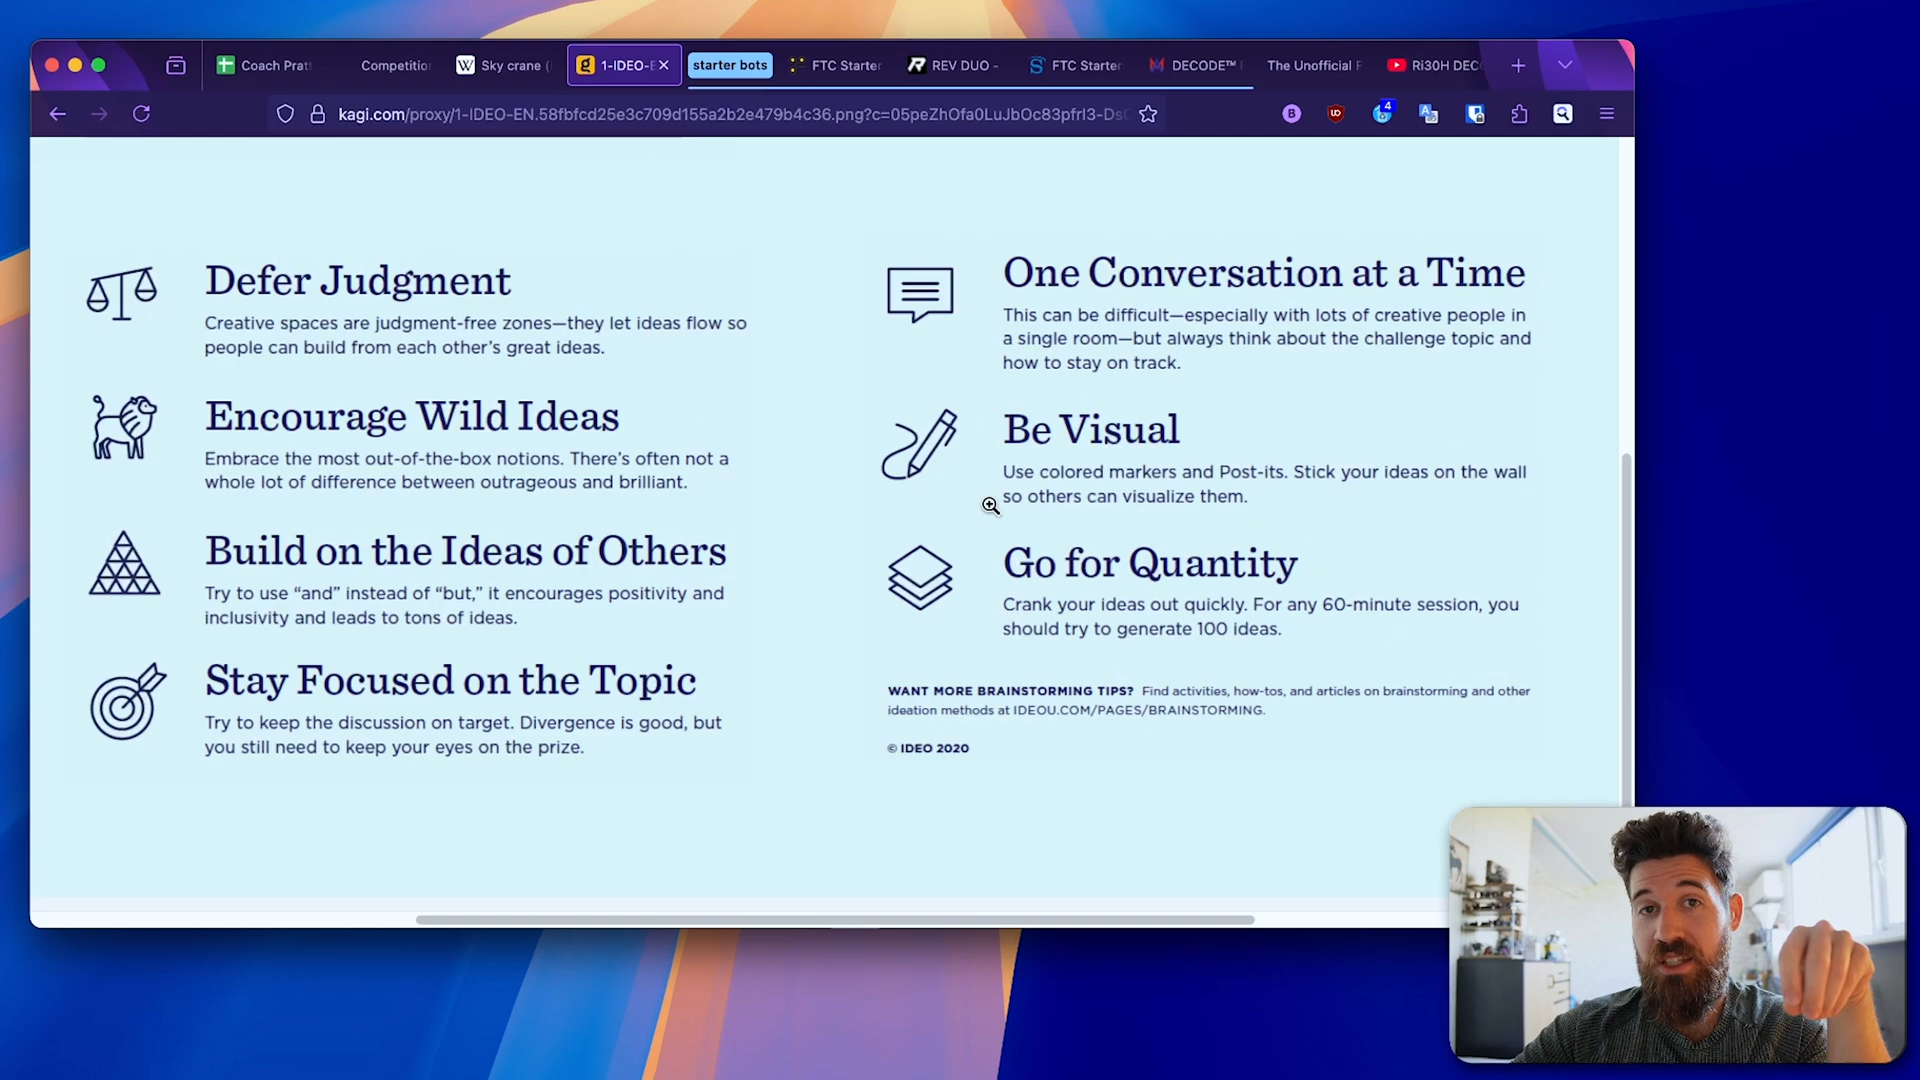 Coach Pratt
Competition
W Sky crane (
g 1-IDEO-E
starter bots
FTC Starter
REV DUO -
FTC Starter
DECODE™
The Unofficial F
Ri30H DEC
kagi.com/proxy/1-IDEO-EN.58fbfcd25e3c709d155a2b2e479b4c36.png?c=05peZhOfa0LuJbOc83pfrI3-Ds
B
4
Defer Judgment
Creative spaces are judgment-free zones—they let ideas flow so
people can build from each other’s great ideas.
Encourage Wild Ideas
Embrace the most out-of-the-box notions. There’s often not a
whole lot of difference between outrageous and brilliant.
Build on the Ideas of Others
Try to use “and” instead of “but,” it encourages positivity and
inclusivity and leads to tons of ideas.
Stay Focused on the Topic
Try to keep the discussion on target. Divergence is good, but
you still need to keep your eyes on the prize.
One Conversation at a Time
This can be difficult—especially with lots of creative people in
a single room—but always think about the challenge topic and
how to stay on track.
Be Visual
Use colored markers and Post-its. Stick your ideas on the wall
so others can visualize them.
Go for Quantity
Crank your ideas out quickly. For any 60-minute session, you
should try to generate 100 ideas.
WANT MORE BRAINSTORMING TIPS? Find activities, how-tos, and articles on brainstorming and other
ideation methods at IDEOU.COM/PAGES/BRAINSTORMING.
© IDEO 2020